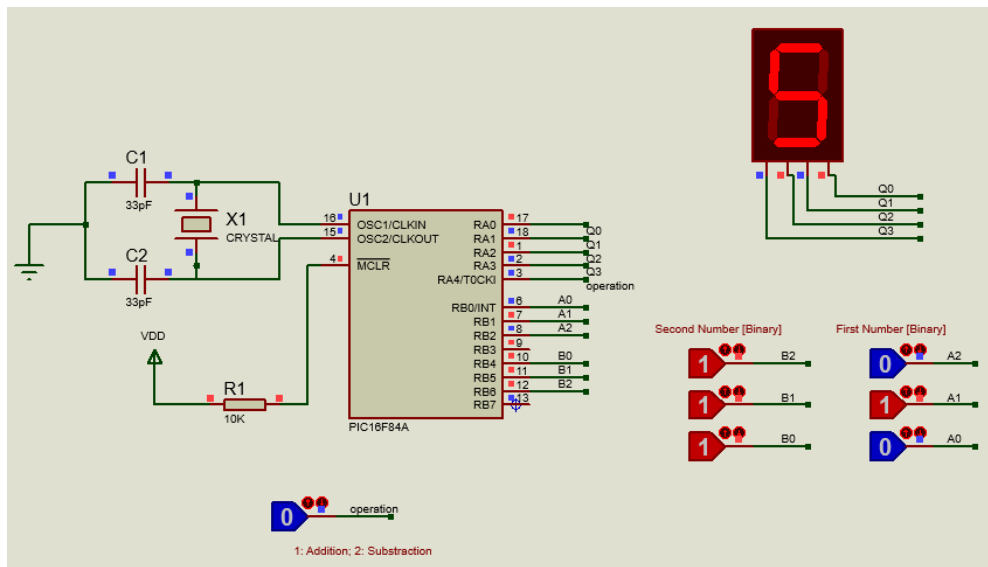 5
Q0
Q1
Q2
Q3
C1
33pF
X1
CRYSTAL
C2
33pF
VDD
R1
10K
U1
16 OSC1/CLKIN RA0 17
15 OSC2/CLKOUT RA1 18 Q0
4 MCLR RA2 1 Q1
RA3 2 Q2
RA4/T0CKI 3 Q3
operation
RB0/INT 6 A0
RB1 7 A1
RB2 8 A2
RB3 9
RB4 10 B0
RB5 11 B1
RB6 12 B2
RB7 13
PIC16F84A
Second Number [Binary] First Number [Binary]
1 B2 0 A2
1 B1 1 A1
1 B0 0 A0
0 operation
1: Addition; 2: Substraction